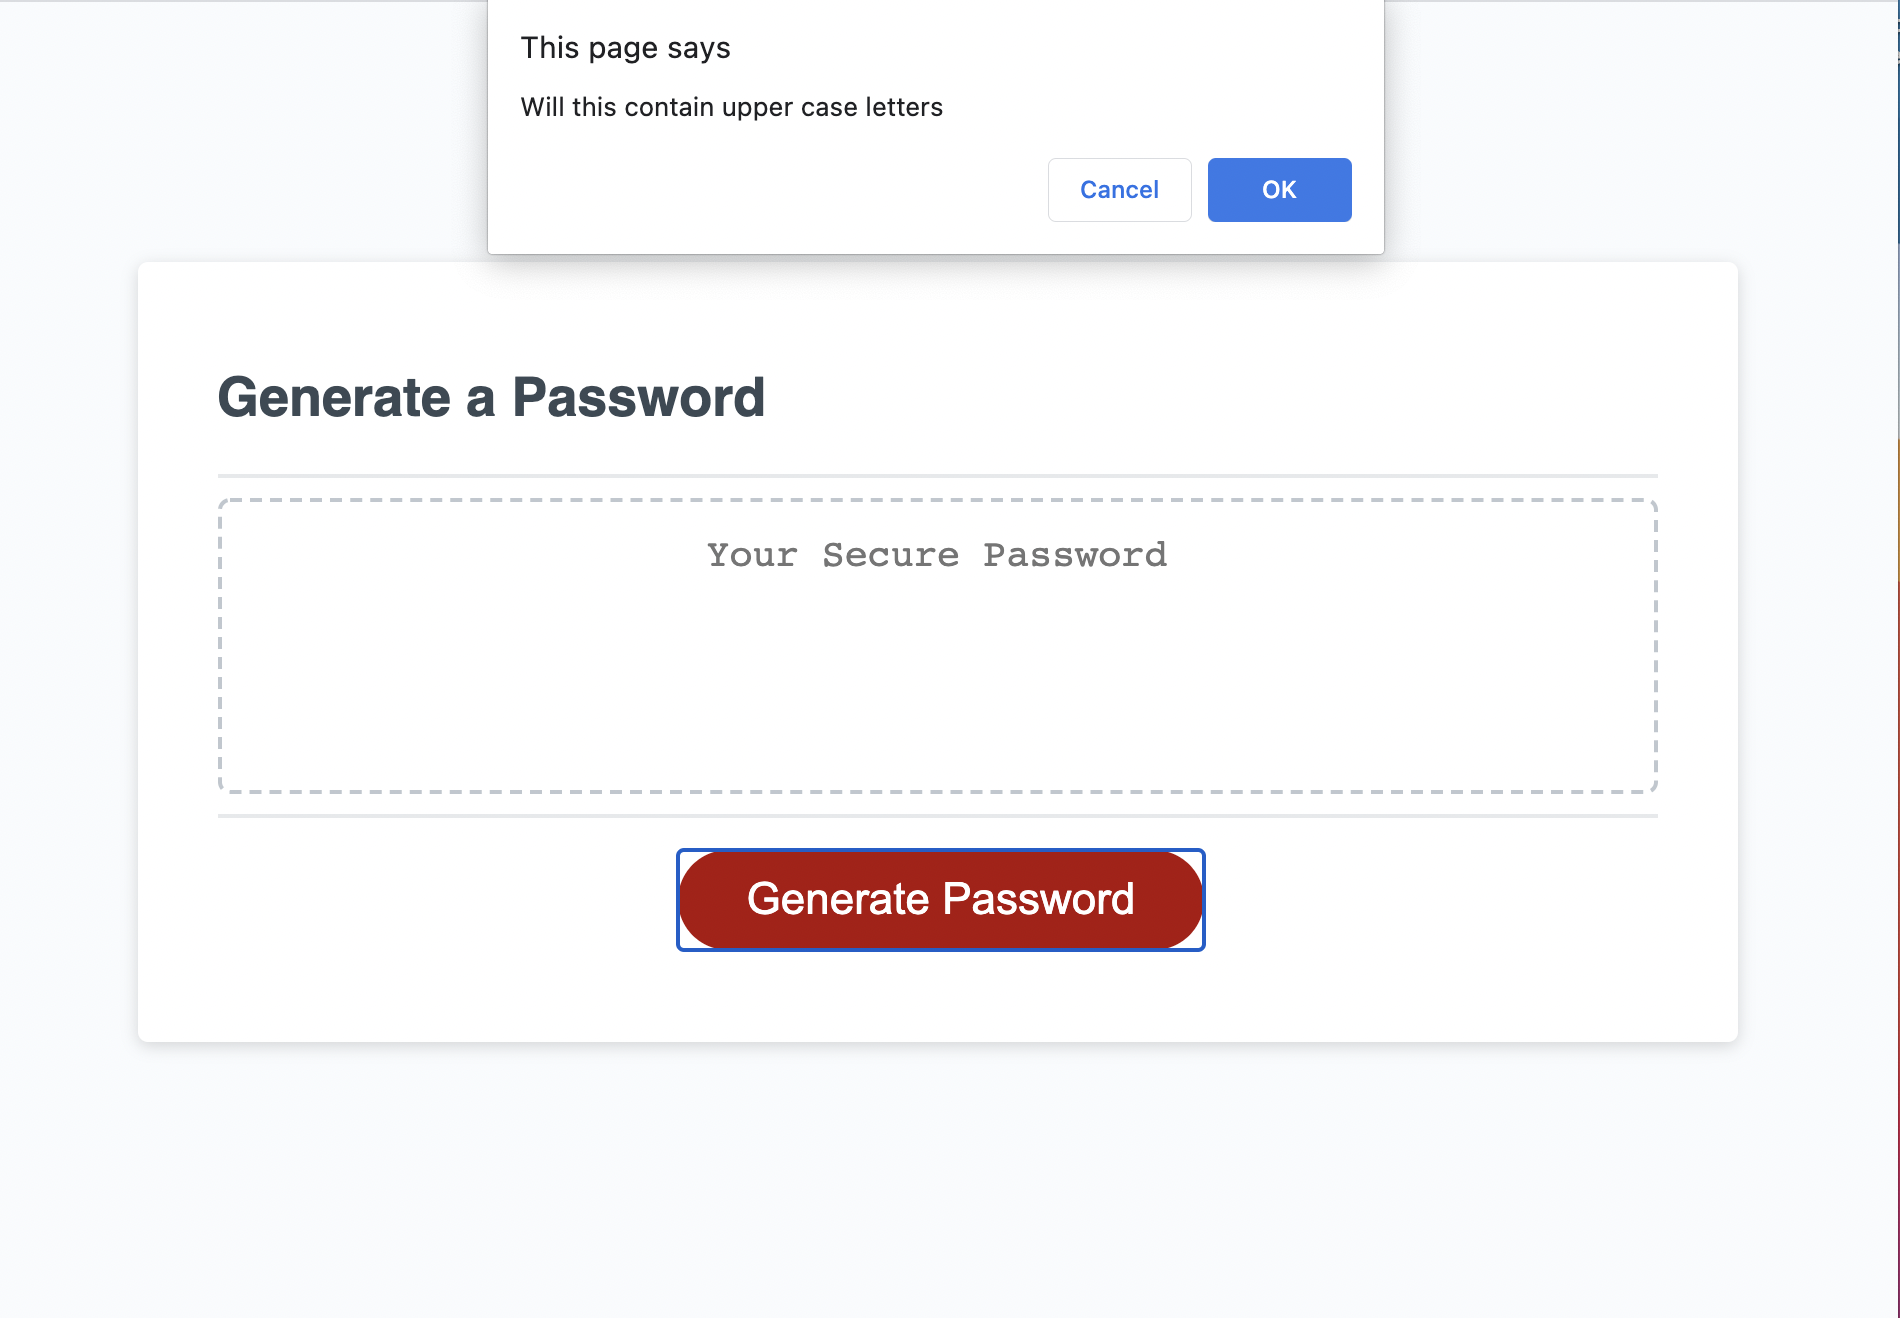 This page says
Will this contain upper case letters
Cancel
OK
Generate a Password
Your Secure Password
Generate Password